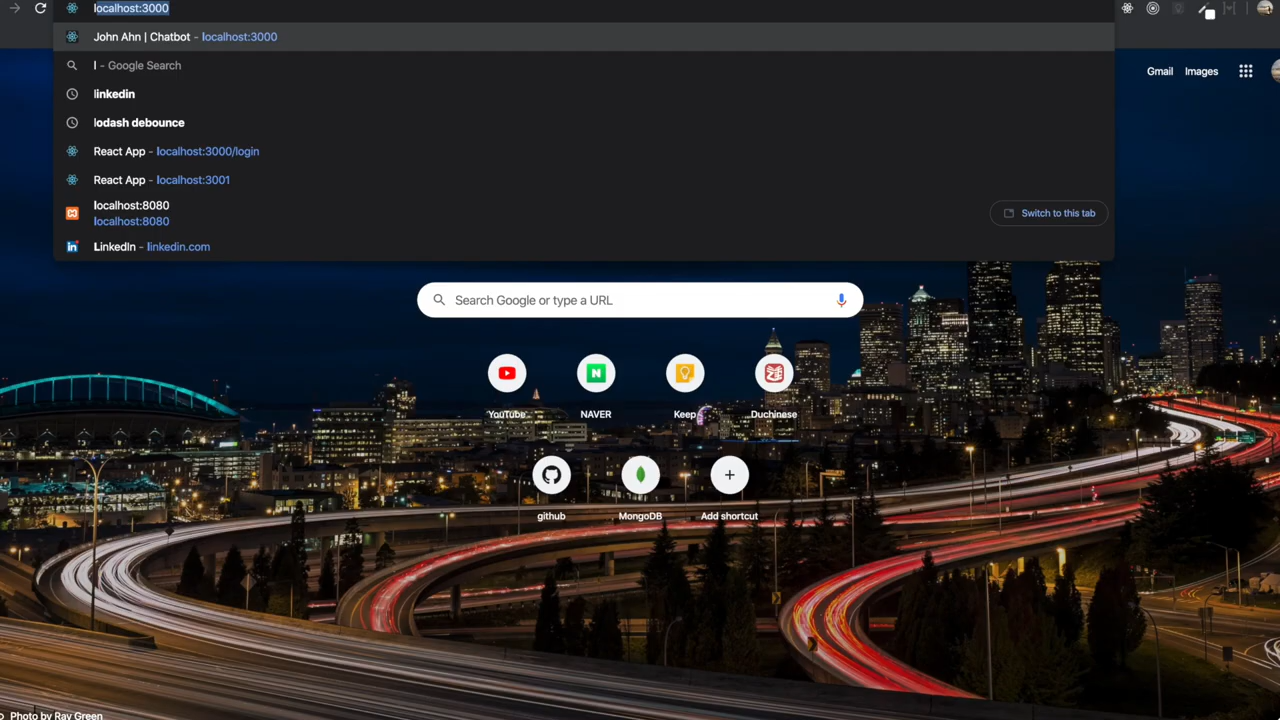 localhost:3000
John Ahn | Chatbot - localhost:3000
l - Google Search
linkedin
lodash debounce
React App - localhost:3000/login
React App - localhost:3001
localhost:8080
localhost:8080
Switch to this tab
LinkedIn - linkedin.com
Gmail
Images
Search Google or type a URL
YouTube
NAVER
Keep
Duchinese
github
MongoDB
Add shortcut
Photo by Ray Green